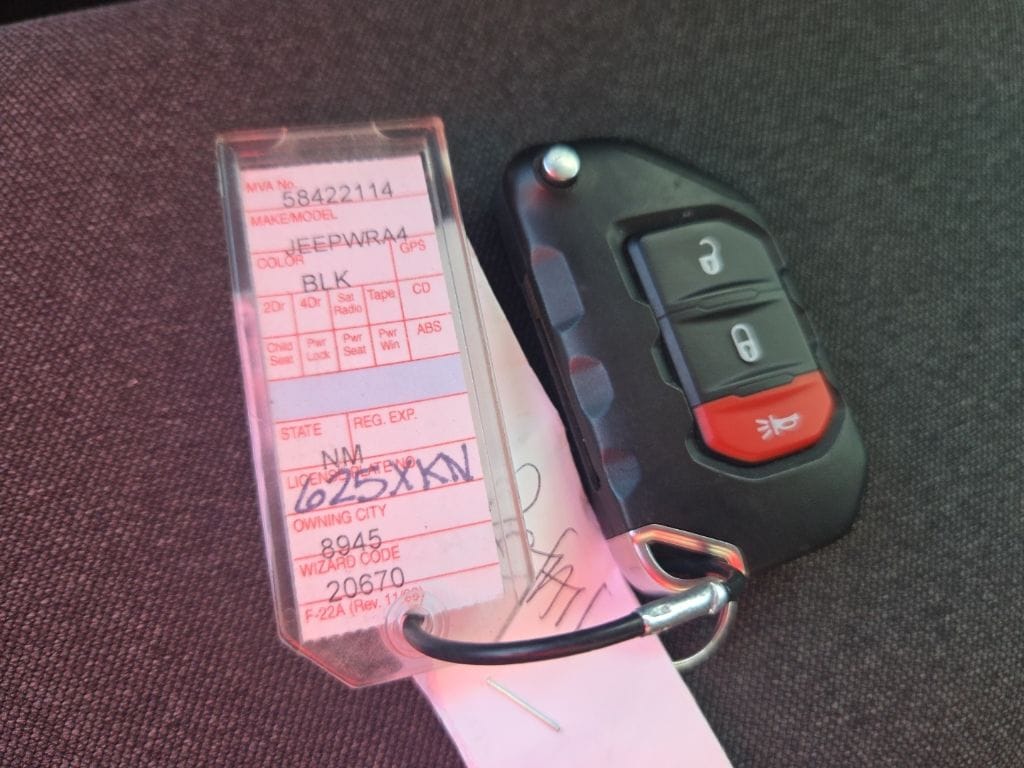 MVA No.
58422114
MAKE/MODEL
JEEPWRA4
COLOR GPS
BLK
2Dr 4Dr Sat Radio Tape CD
Child Seat Pwr Lock Pwr Seat Pwr Win ABS
STATE REG. EXP.
NM
LICENSE PLATE NO.
625XKN
OWNING CITY
8945
WIZARD CODE
20670
F-22A (Rev. 11/